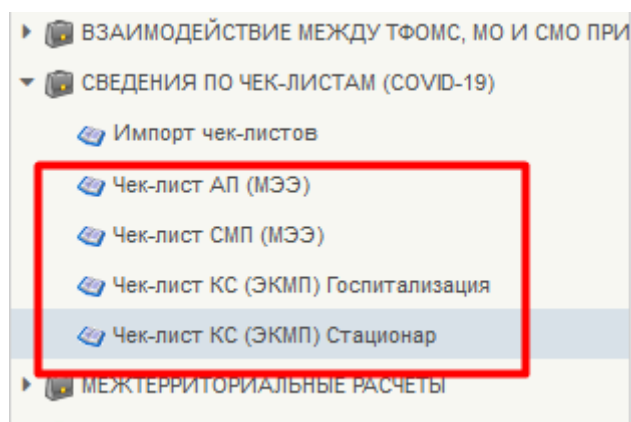 ВЗАИМОДЕЙСТВИЕ МЕЖДУ ТФОМС, МО И СМО ПРИ
СВЕДЕНИЯ ПО ЧЕК-ЛИСТАМ (COVID-19)
Импорт чек-листов
Чек-лист АП (МЭЭ)
Чек-лист СМП (МЭЭ)
Чек-лист КС (ЭКМП) Госпитализация
Чек-лист КС (ЭКМП) Стационар
МЕЖТЕРРИТОРИАЛЬНЫЕ РАСЧЕТЫ